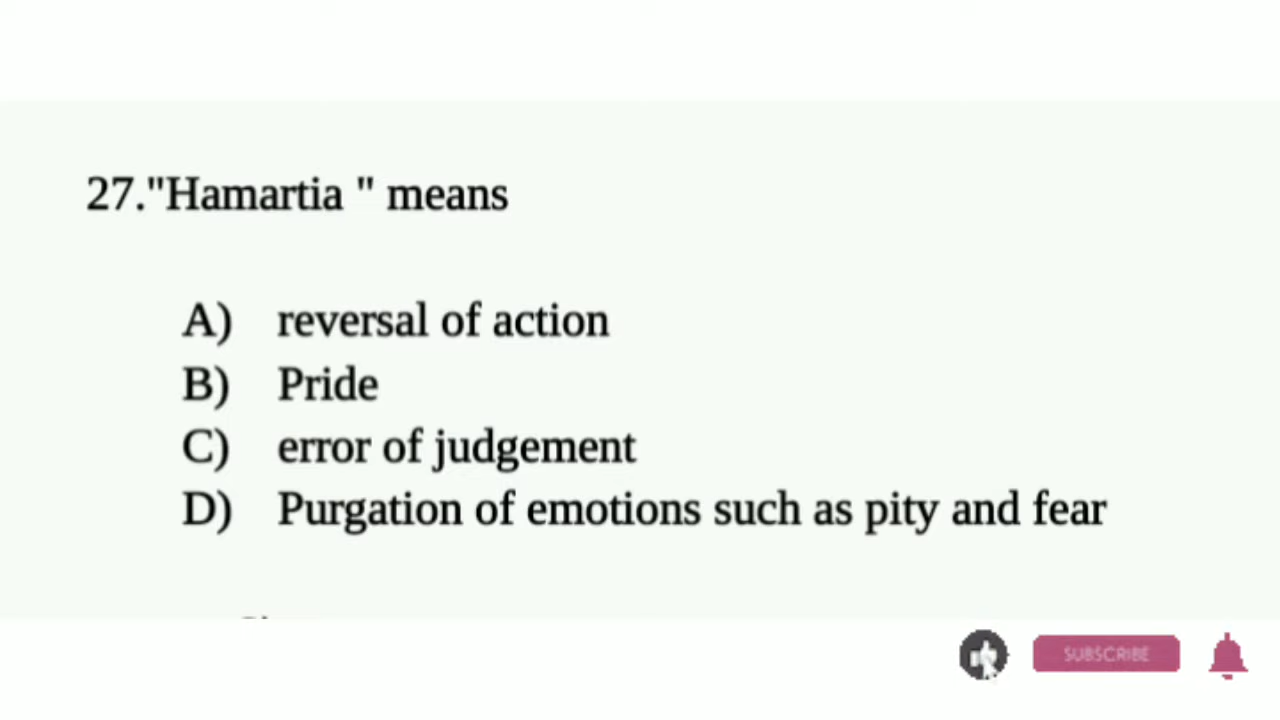 27."Hamartia " means
A) reversal of action
B) Pride
C) error of judgement
D) Purgation of emotions such as pity and fear
SUBSCRIBE